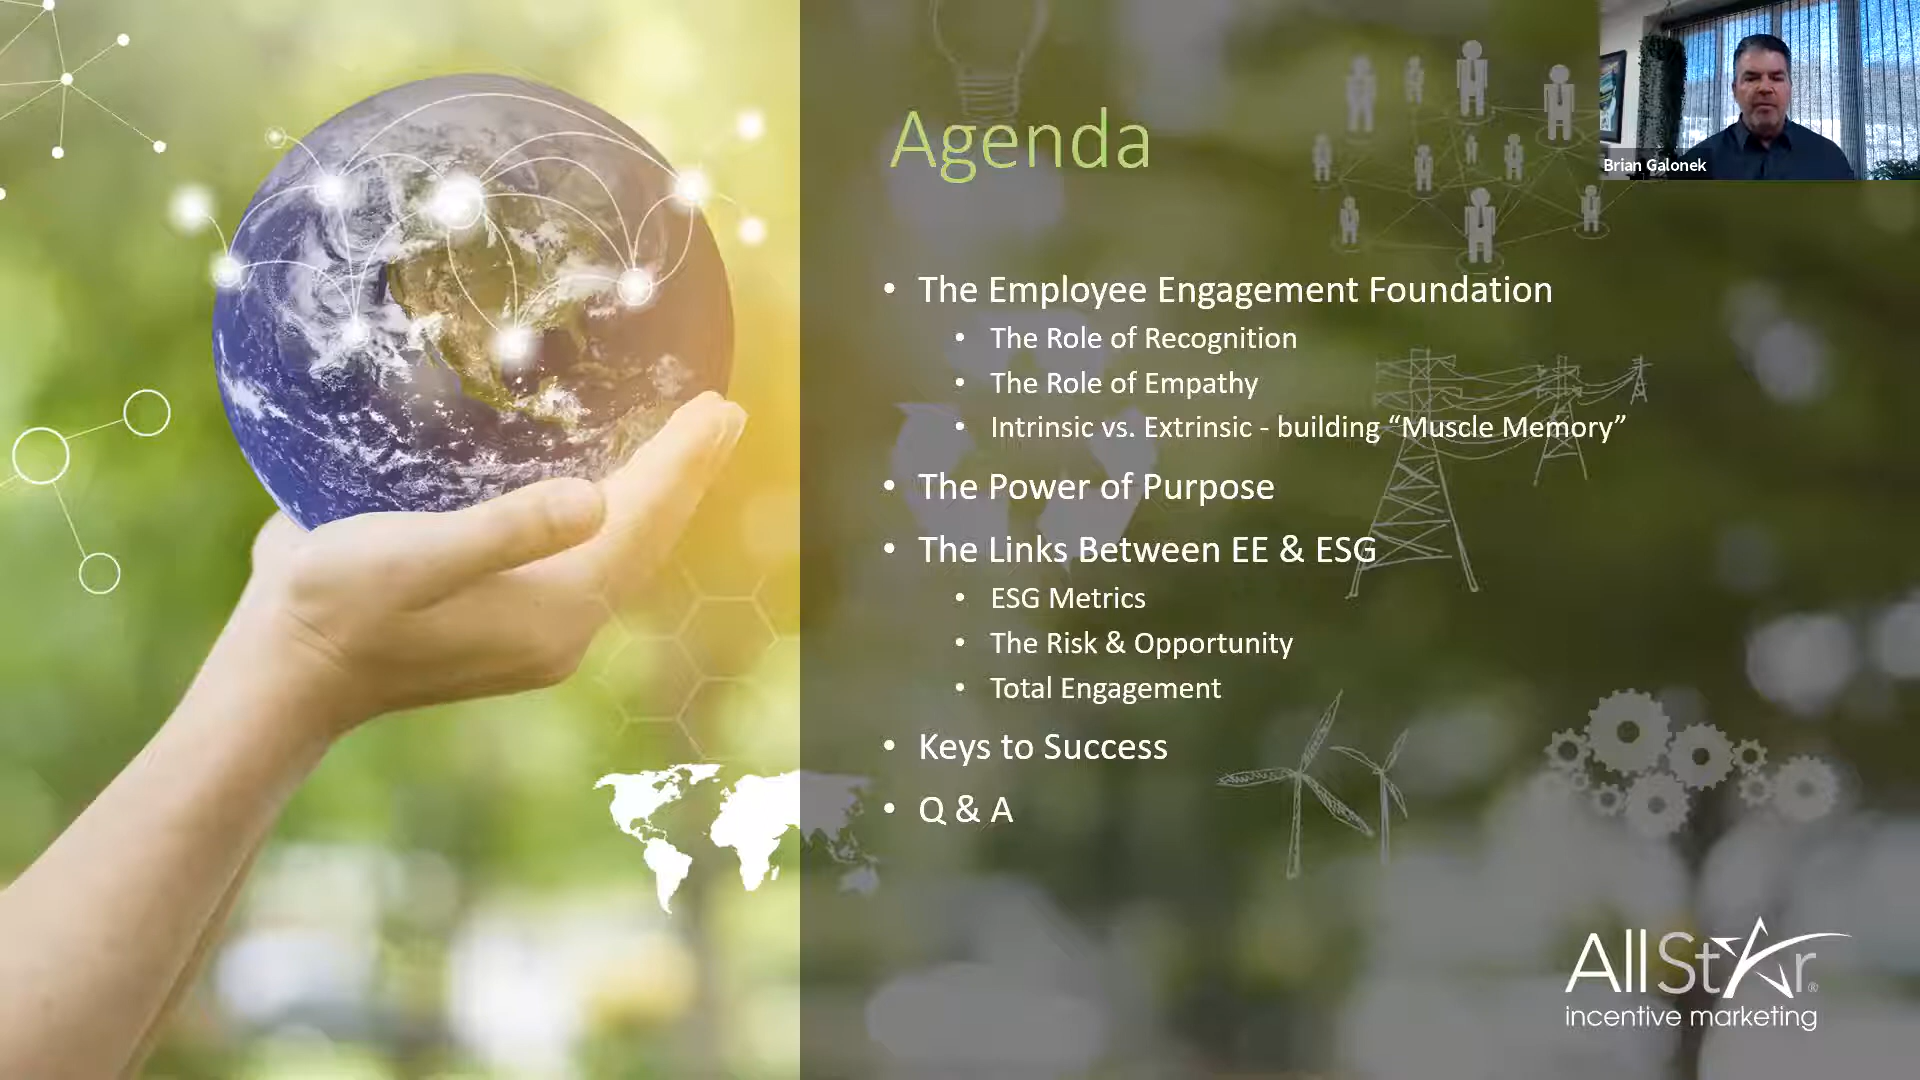 Agenda
Brian Galonek
• The Employee Engagement Foundation
• The Role of Recognition
• The Role of Empathy
• Intrinsic vs. Extrinsic - building “Muscle Memory”
• The Power of Purpose
• The Links Between EE & ESG
• ESG Metrics
• The Risk & Opportunity
• Total Engagement
• Keys to Success
• Q & A
AllStar®
incentive marketing